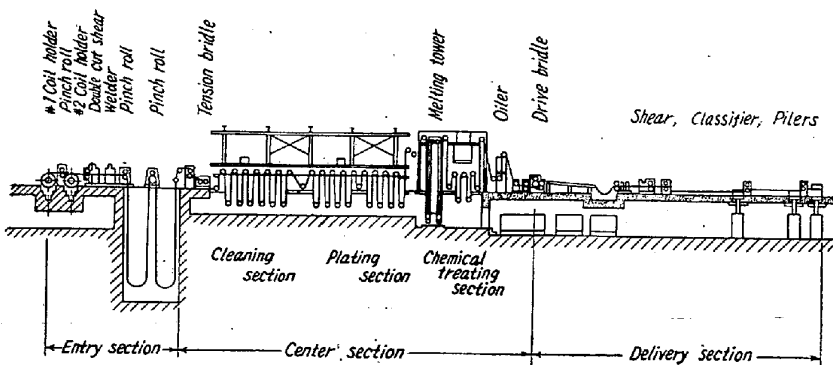 #1 Coil holder
Pinch roll
#2 Coil holder
Double cut shear
Welder
Pinch roll
Pinch roll
Tension bridle
Melting tower
Oiler
Drive bridle
Shear, Classifier, Pilers
Cleaning
section
Plating
section
Chemical
treating
section
Entry section
Center section
Delivery section